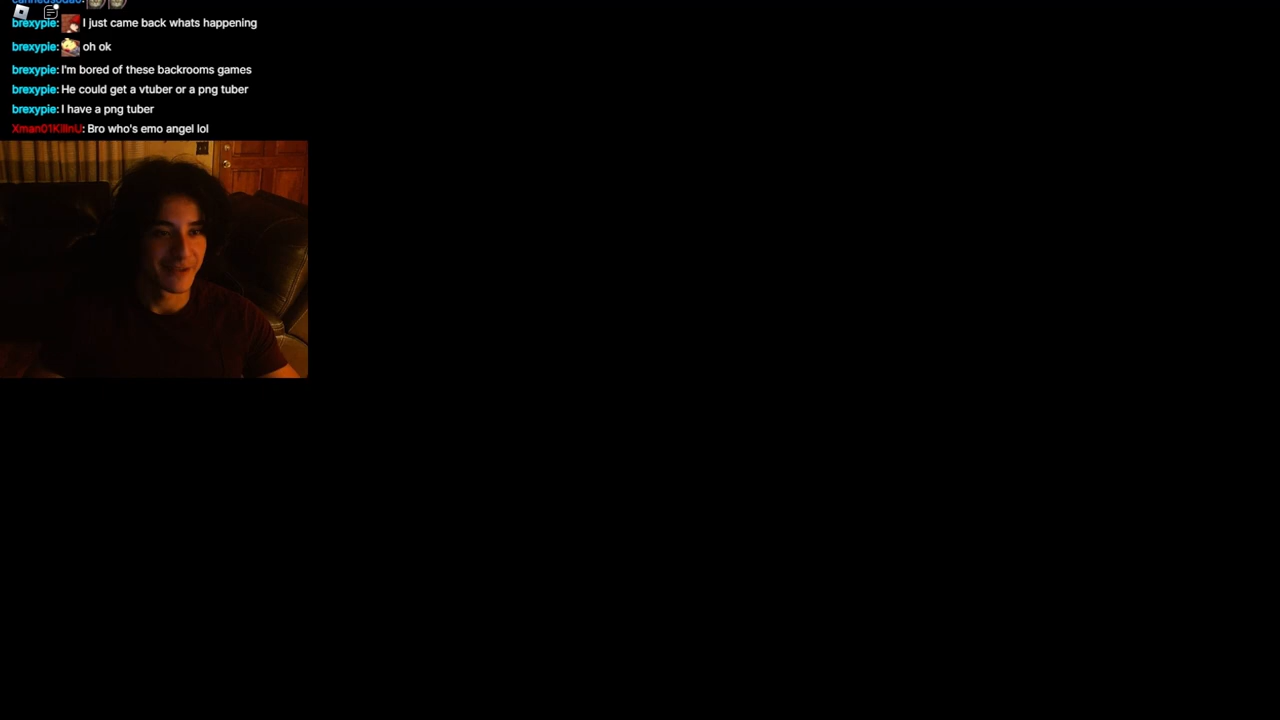 brexypie: I just came back whats happening
brexypie: oh ok
brexypie: I'm bored of these backrooms games
brexypie: He could get a vtuber or a png tuber
brexypie: I have a png tuber
Xman01KillnU: Bro who's emo angel lol